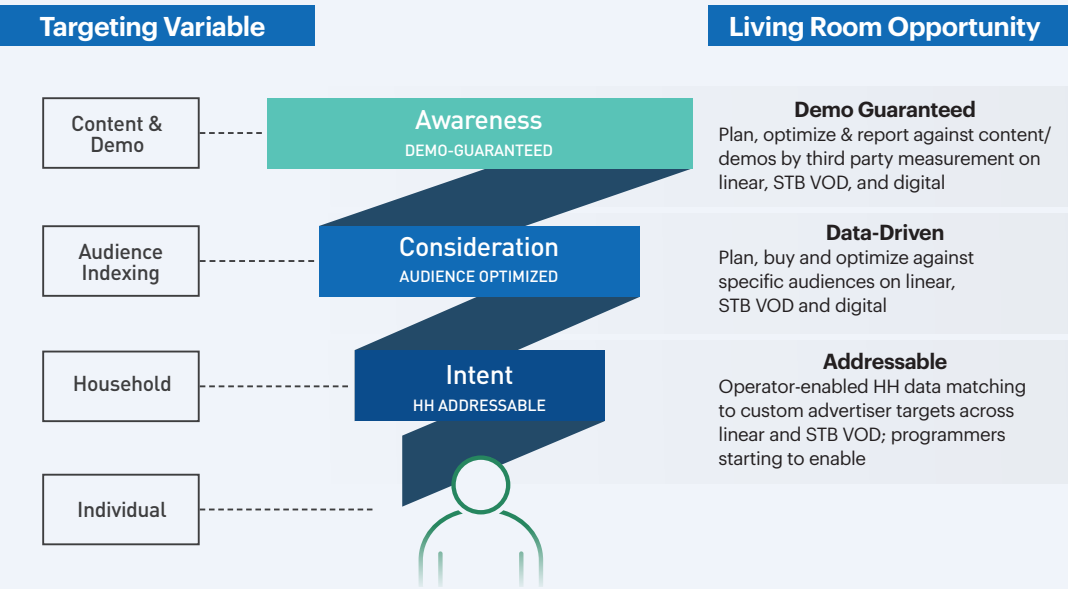 Targeting Variable
Living Room Opportunity
Content &
Demo
Awareness
DEMO-GUARANTEED
Demo Guaranteed
Plan, optimize & report against content/
demos by third party measurement on
linear, STB VOD, and digital
Audience
Indexing
Consideration
AUDIENCE OPTIMIZED
Data-Driven
Plan, buy and optimize against
specific audiences on linear,
STB VOD and digital
Household
Intent
HH ADDRESSABLE
Addressable
Operator-enabled HH data matching
to custom advertiser targets across
linear and STB VOD; programmers
starting to enable
Individual